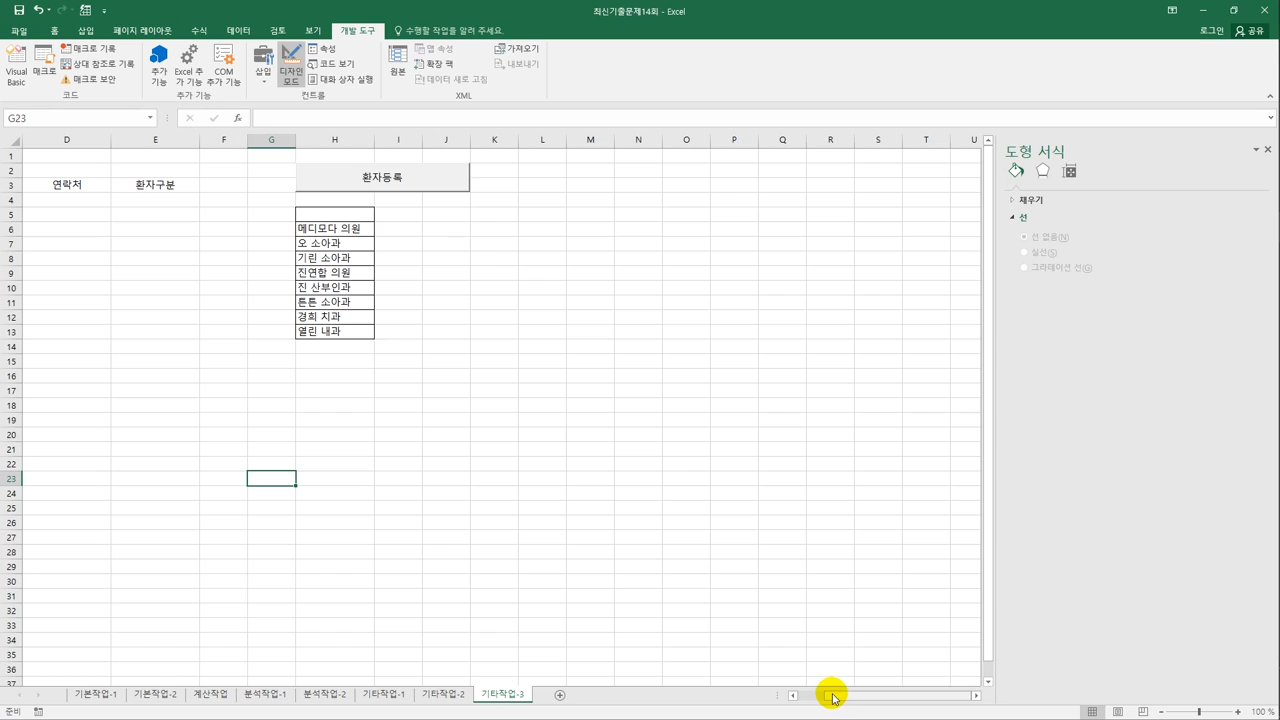 최신기출문제14회 - Excel
파일 홈 삽입 페이지 레이아웃 수식 데이터 검토 보기 개발 도구 수행할 작업을 알려 주세요. 로그인 공유
Visual Basic
매크로
매크로 기록
상대 참조로 기록
매크로 보안
코드
추가 기능
Excel 추가 기능
COM 추가 기능
추가 기능
삽입
디자인 모드
속성
코드 보기
대화 상자 실행
컨트롤
원본
맵 속성
확장 팩
데이터 새로 고침
가져오기
내보내기
XML
G23
fx
D E F G H I J K L M N O P Q R S T U
1
2
3 연락처 환자구분
환자등록
4
5
6 메디모다 의원
7 오 소아과
8 기린 소아과
9 진연합 의원
10 진 산부인과
11 튼튼 소아과
12 경희 치과
13 열린 내과
14
15
16
17
18
19
20
21
22
23
24
25
26
27
28
29
30
31
32
33
34
35
36
37
도형 서식
채우기
선
선 없음(N)
실선(S)
그라데이션 선(G)
기본작업-1 기본작업-2 계산작업 분석작업-1 분석작업-2 기타작업-1 기타작업-2 기타작업-3
준비
100 %